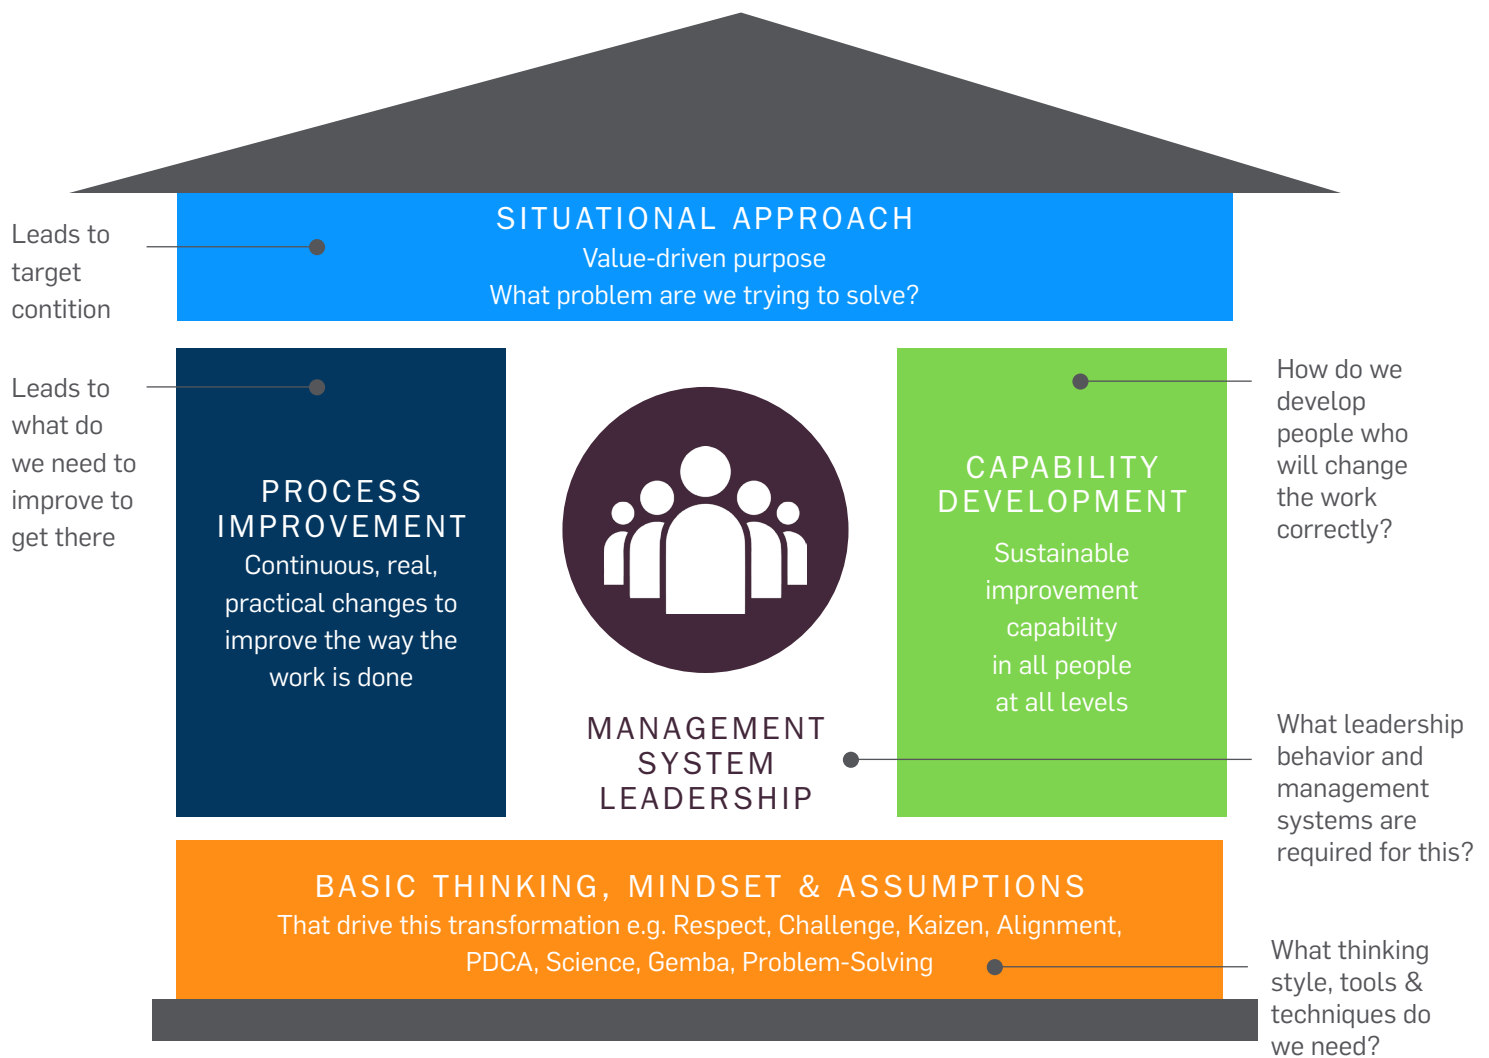 SITUATIONAL APPROACH
Value-driven purpose
What problem are we trying to solve?
Leads to
target
contition
Leads to
what do
we need to
improve to
get there
PROCESS
IMPROVEMENT
Continuous, real,
practical changes to
improve the way the
work is done
MANAGEMENT
SYSTEM
LEADERSHIP
CAPABILITY
DEVELOPMENT
Sustainable
improvement
capability
in all people
at all levels
How do we
develop
people who
will change
the work
correctly?
What leadership
behavior and
management
systems are
required for this?
BASIC THINKING, MINDSET & ASSUMPTIONS
That drive this transformation e.g. Respect, Challenge, Kaizen, Alignment,
PDCA, Science, Gemba, Problem-Solving
What thinking
style, tools &
techniques do
we need?